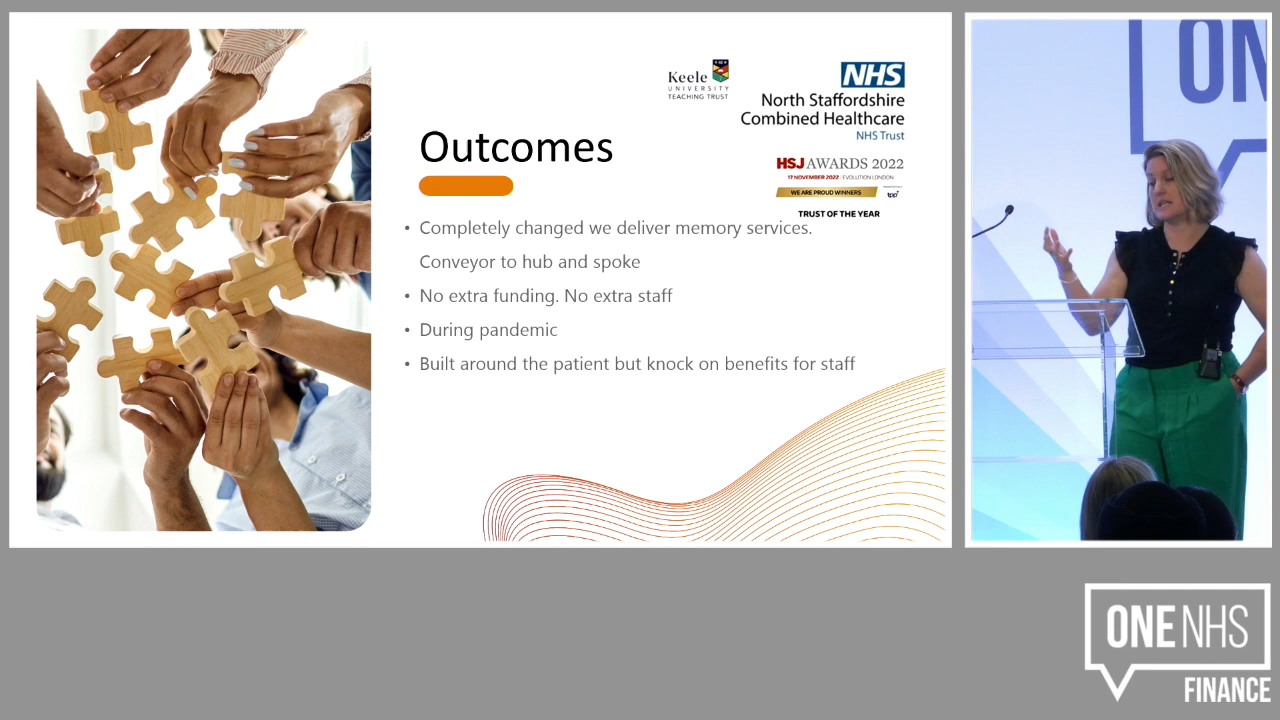 Keele
UNIVERSITY
TEACHING TRUST
NHS
North Staffordshire
Combined Healthcare
NHS Trust
HSJ AWARDS 2022
17 NOVEMBER 2022 | EVOLUTION LONDON
WE ARE PROUD WINNERS
tpp
TRUST OF THE YEAR
Outcomes
• Completely changed we deliver memory services.
Conveyor to hub and spoke
• No extra funding. No extra staff
• During pandemic
• Built around the patient but knock on benefits for staff
ON
ONE NHS
FINANCE